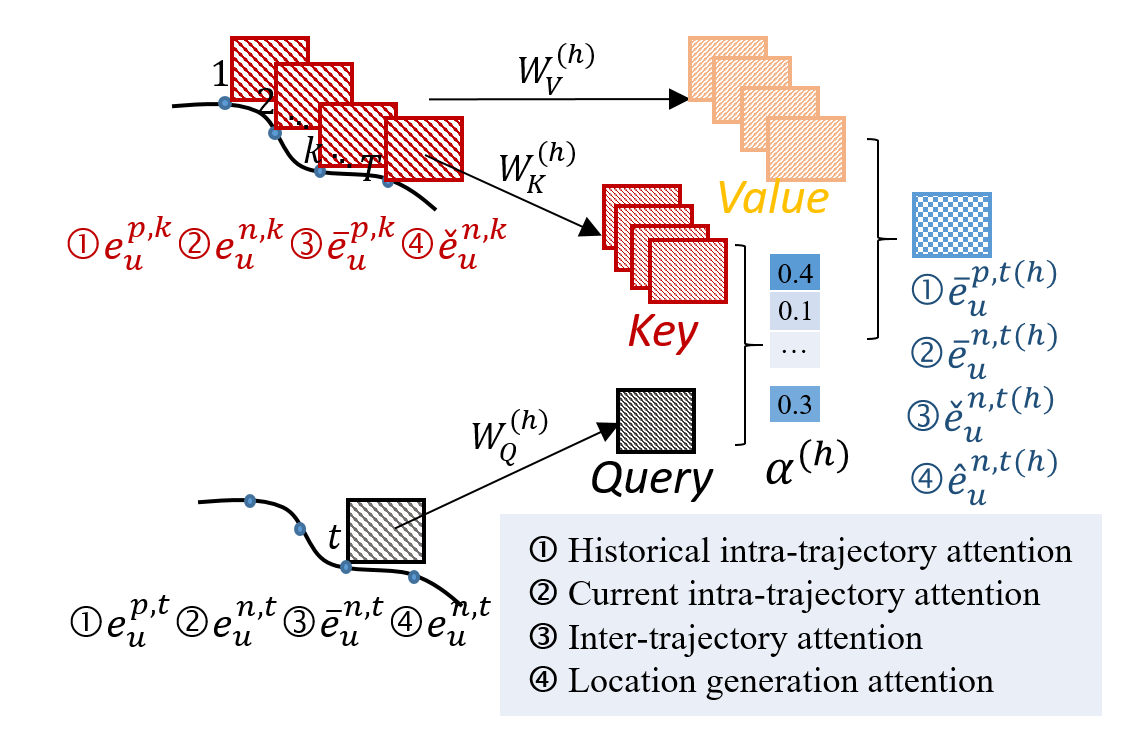 1
2
...
k ... T
W_V^{(h)}
W_K^{(h)}
Value
① e_u^{p,k} ② e_u^{n,k} ③ ē_u^{p,k} ④ ě_u^{n,k}
Key
0.4
0.1
...
0.3
α^{(h)}
① ē_u^{p,t(h)}
② ē_u^{n,t(h)}
③ ě_u^{n,t(h)}
④ ê_u^{n,t(h)}
W_Q^{(h)}
Query
t
① e_u^{p,t} ② e_u^{n,t} ③ ē_u^{n,t} ④ e_u^{n,t}
① Historical intra-trajectory attention
② Current intra-trajectory attention
③ Inter-trajectory attention
④ Location generation attention